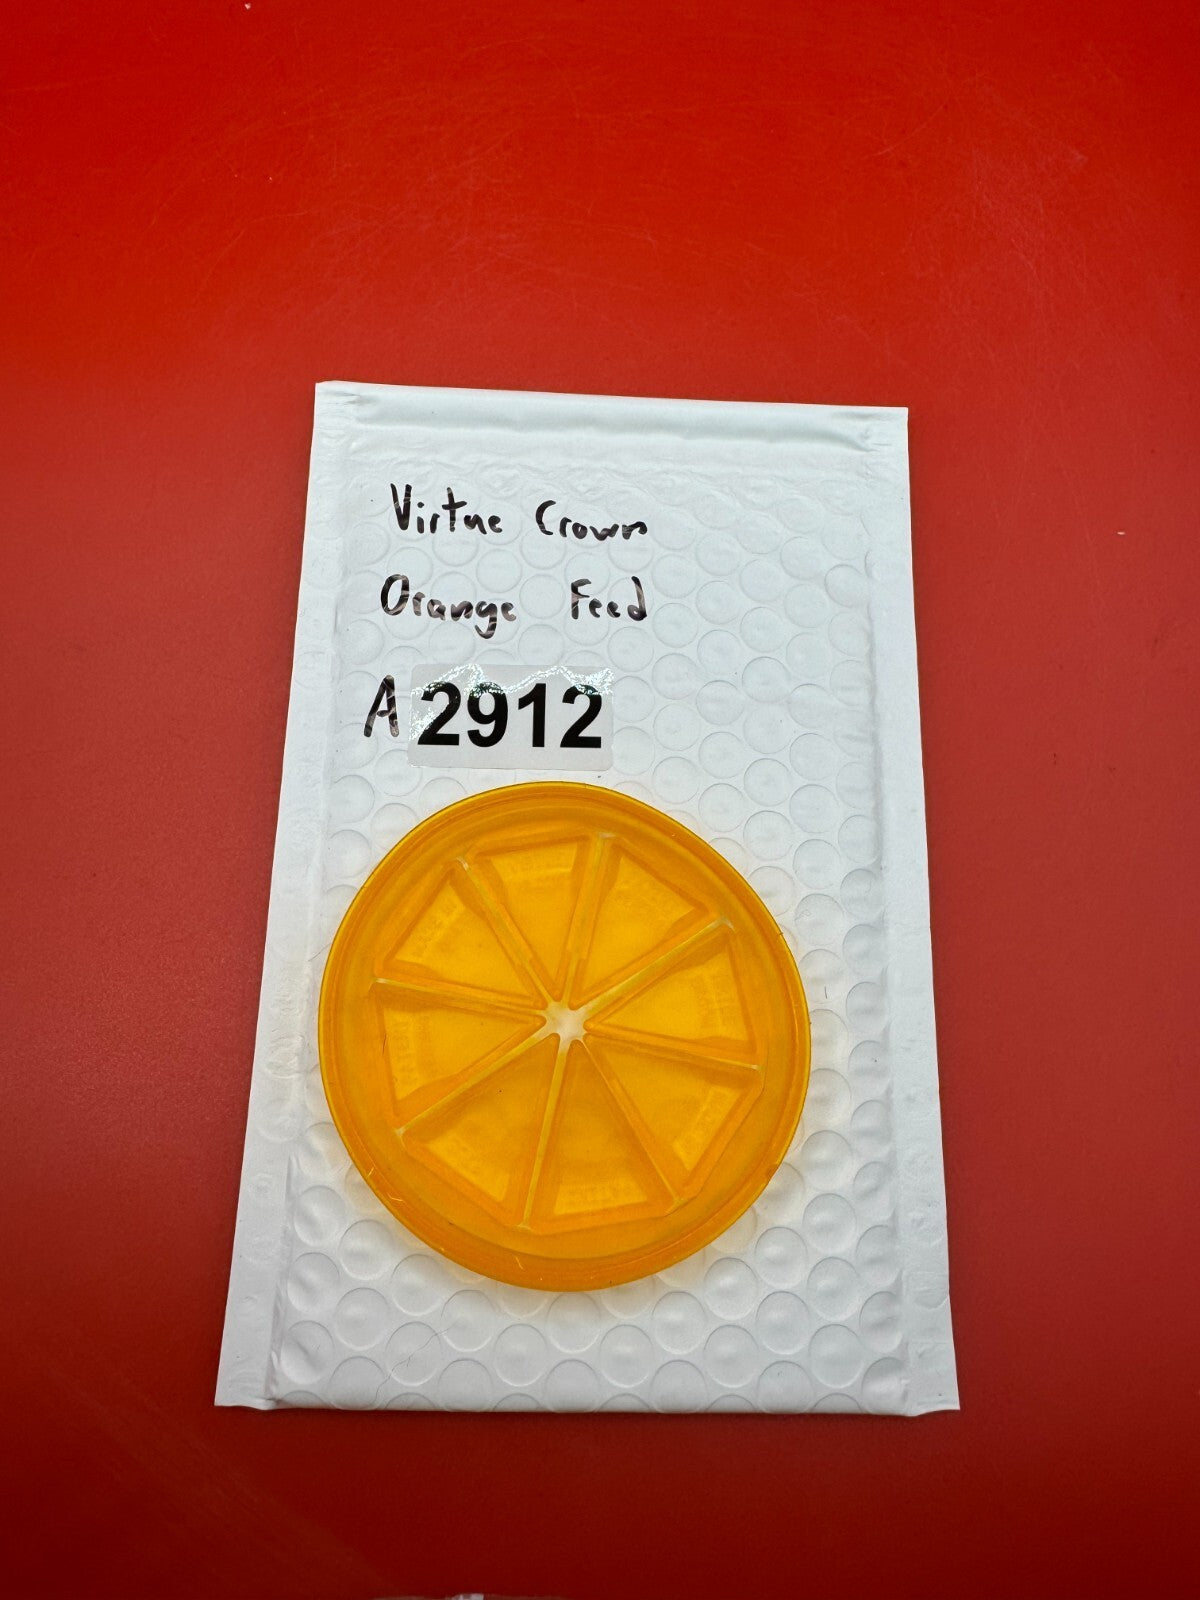 Virtue Crown
Orange Feed
A 2912